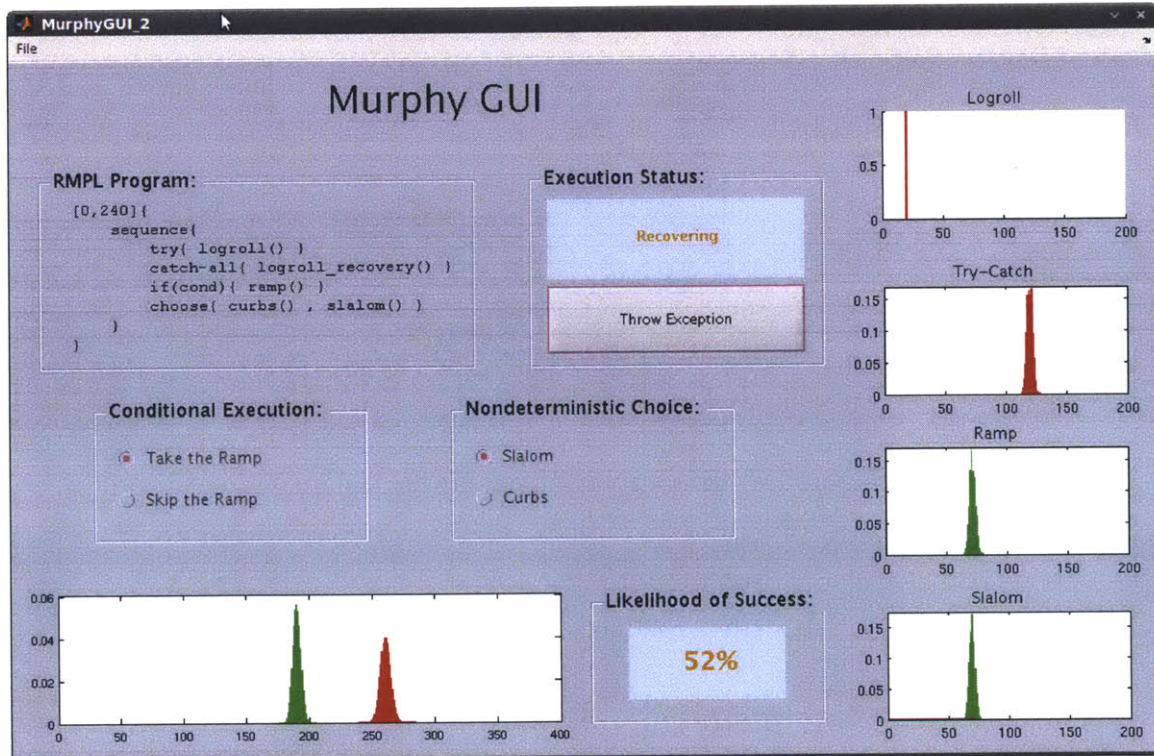 MurphyGUI_2
File
Murphy GUI
RMPL Program:
[0,240]{
sequence{
try{ logroll() }
catch-all{ logroll_recovery() }
if(cond){ ramp() }
choose{ curbs() , slalom() }
}
}
Execution Status:
Recovering
Throw Exception
Conditional Execution:
Take the Ramp
Skip the Ramp
Nondeterministic Choice:
Slalom
Curbs
0.06
0.04
0.02
0
0 50 100 150 200 250 300 350 400
Likelihood of Success:
52%
Logroll
1
0.5
0
0 50 100 150 200
Try-Catch
0.15
0.1
0.05
0
0 50 100 150 200
Ramp
0.15
0.1
0.05
0
0 50 100 150 200
Slalom
0.15
0.1
0.05
0
0 50 100 150 200